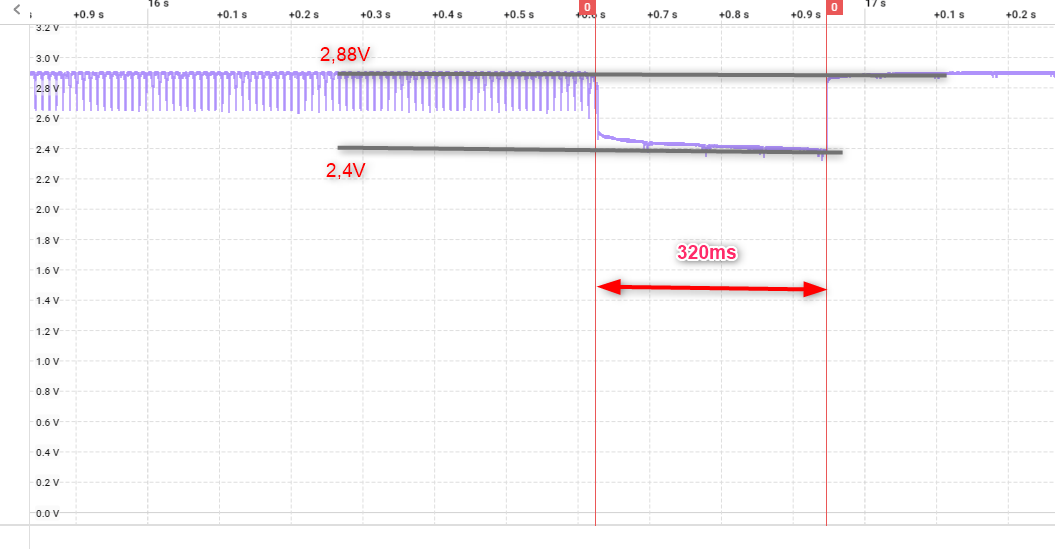 16 s 0 0 17 s
s +0.9 s +0.1 s +0.2 s +0.3 s +0.4 s +0.5 s +0.6 s +0.7 s +0.8 s +0.9 s +0.1 s +0.2 s
3.2 V
2,88V
3.0 V
2.8 V
2.6 V
2.4 V
2,4V
2.2 V
2.0 V
1.8 V
320ms
1.6 V
1.4 V
1.2 V
1.0 V
0.8 V
0.6 V
0.4 V
0.2 V
0.0 V